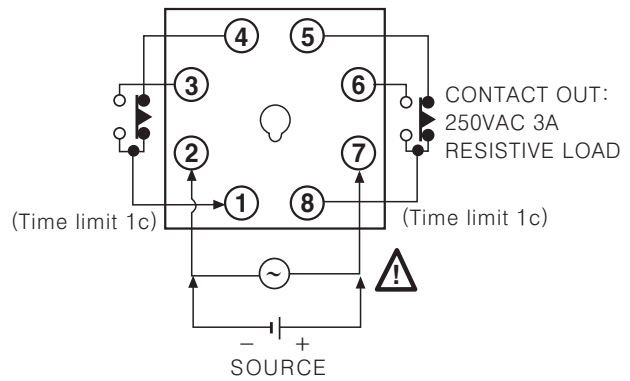 4 5
3 6
CONTACT OUT:
250VAC 3A
RESISTIVE LOAD
2 7
1 8
(Time limit 1c) (Time limit 1c)
~ !
− +
SOURCE